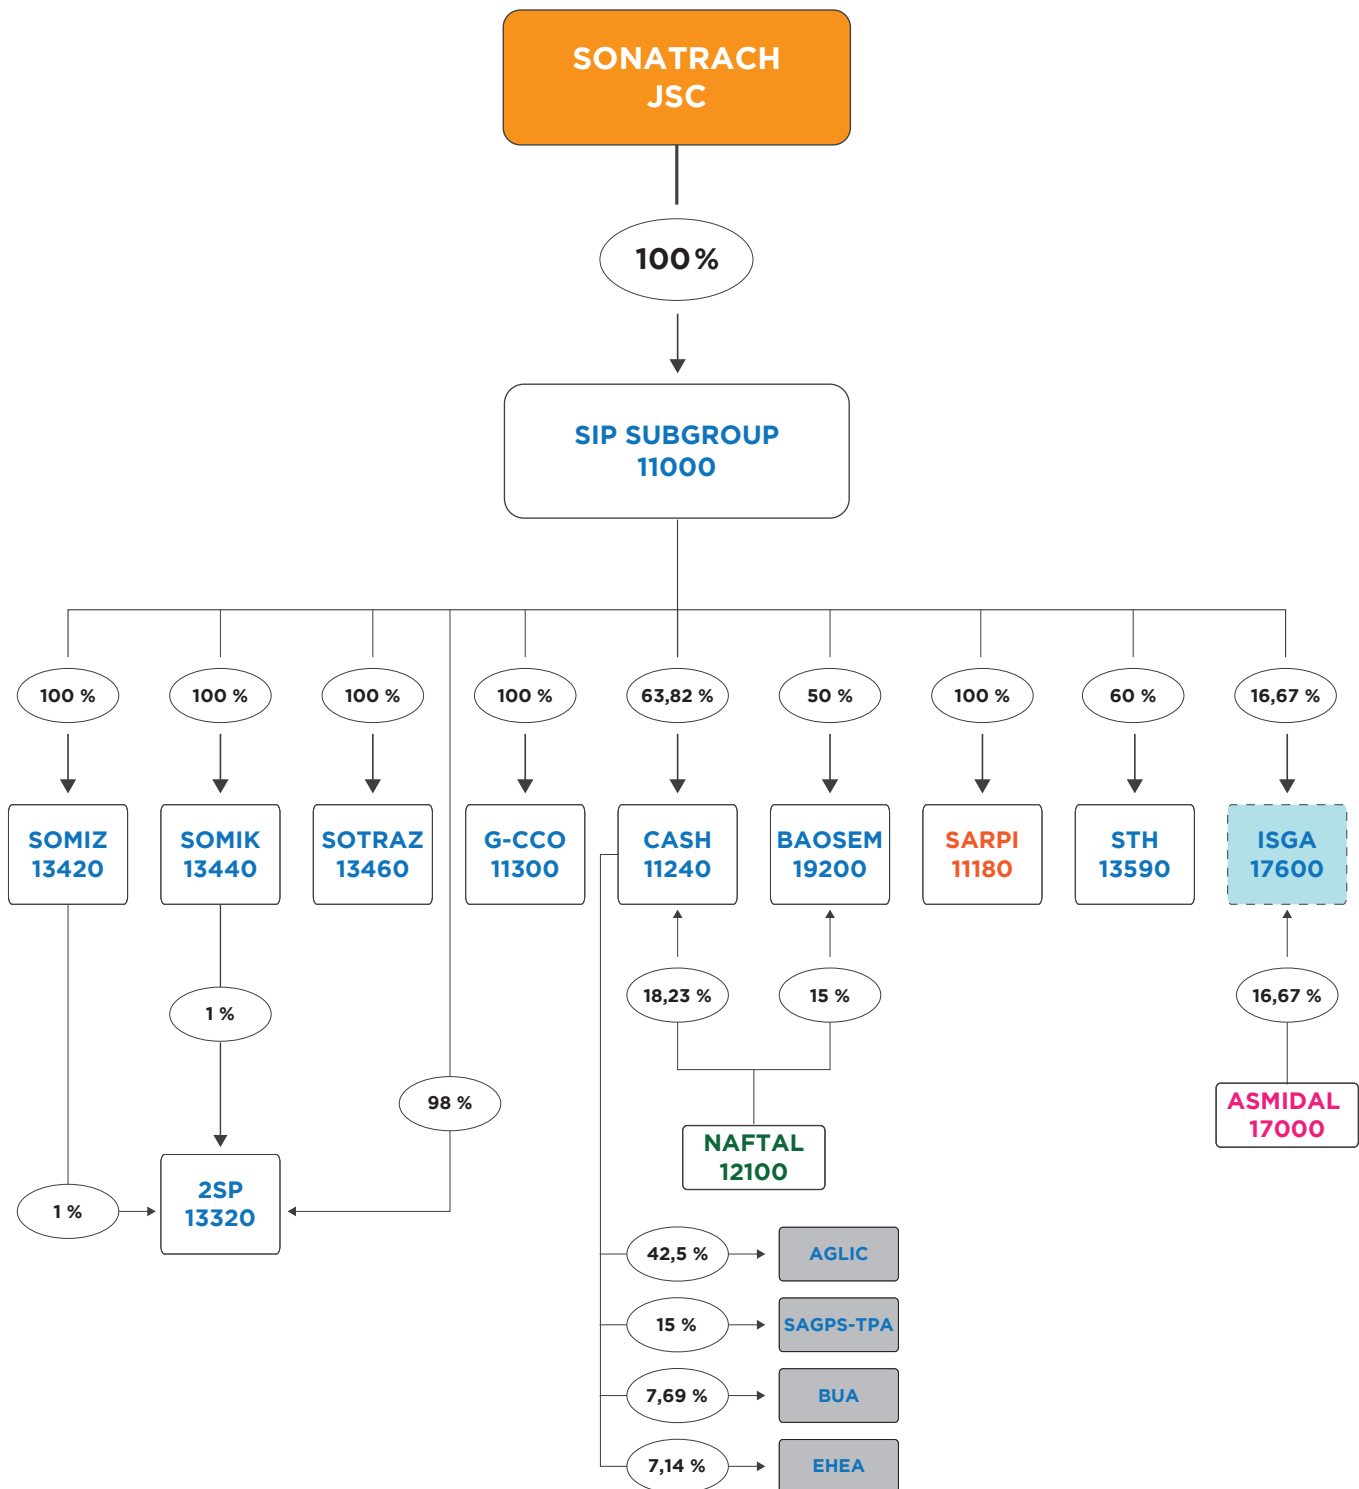 SONATRACH
JSC
100 %
SIP SUBGROUP
11000
100 %
100 %
100 %
100 %
63,82 %
50 %
100 %
60 %
16,67 %
SOMIZ
13420
SOMIK
13440
SOTRAZ
13460
G-CCO
11300
CASH
11240
BAOSEM
19200
SARPI
11180
STH
13590
ISGA
17600
1 %
18,23 %
15 %
16,67 %
98 %
NAFTAL
12100
ASMIDAL
17000
1 %
2SP
13320
42,5 %
AGLIC
15 %
SAGPS-TPA
7,69 %
BUA
7,14 %
EHEA